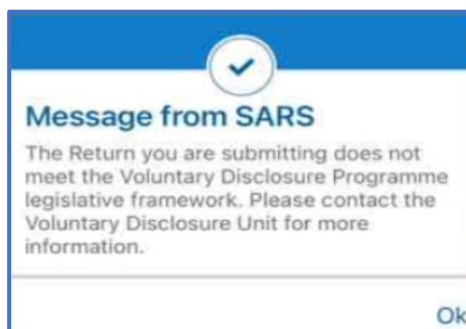 Message from SARS
The Return you are submitting does not
meet the Voluntary Disclosure Programme
legislative framework. Please contact the
Voluntary Disclosure Unit for more
information.
Ok